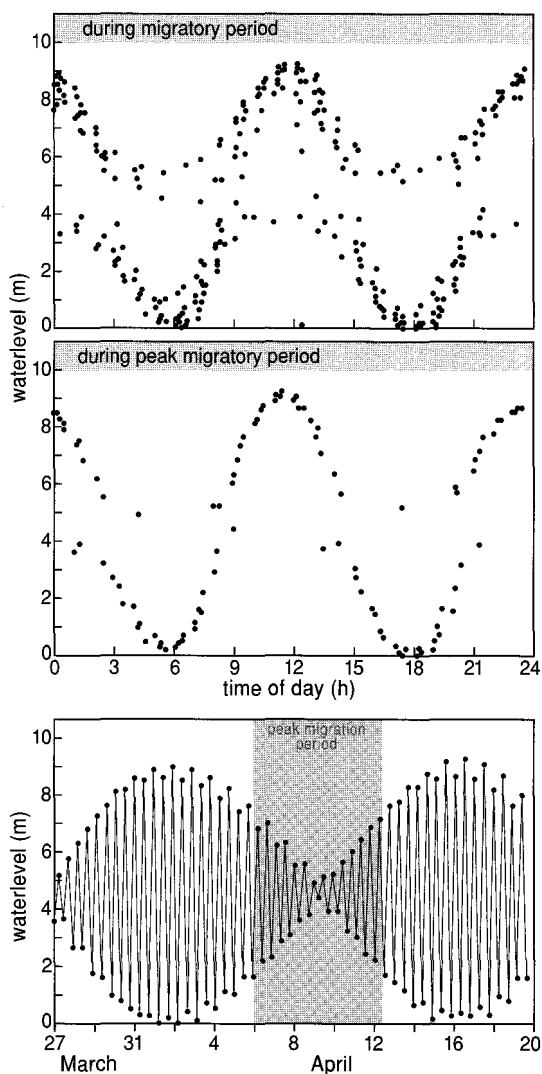 during migratory period
10
8
6
4
2
0
waterlevel (m)
during peak migratory period
10
8
6
4
2
0
0 3 6 9 12 15 18 21 24
time of day (h)
peak migration
period
10
8
6
4
2
0
waterlevel (m)
27 31 4 8 12 16 20
March April